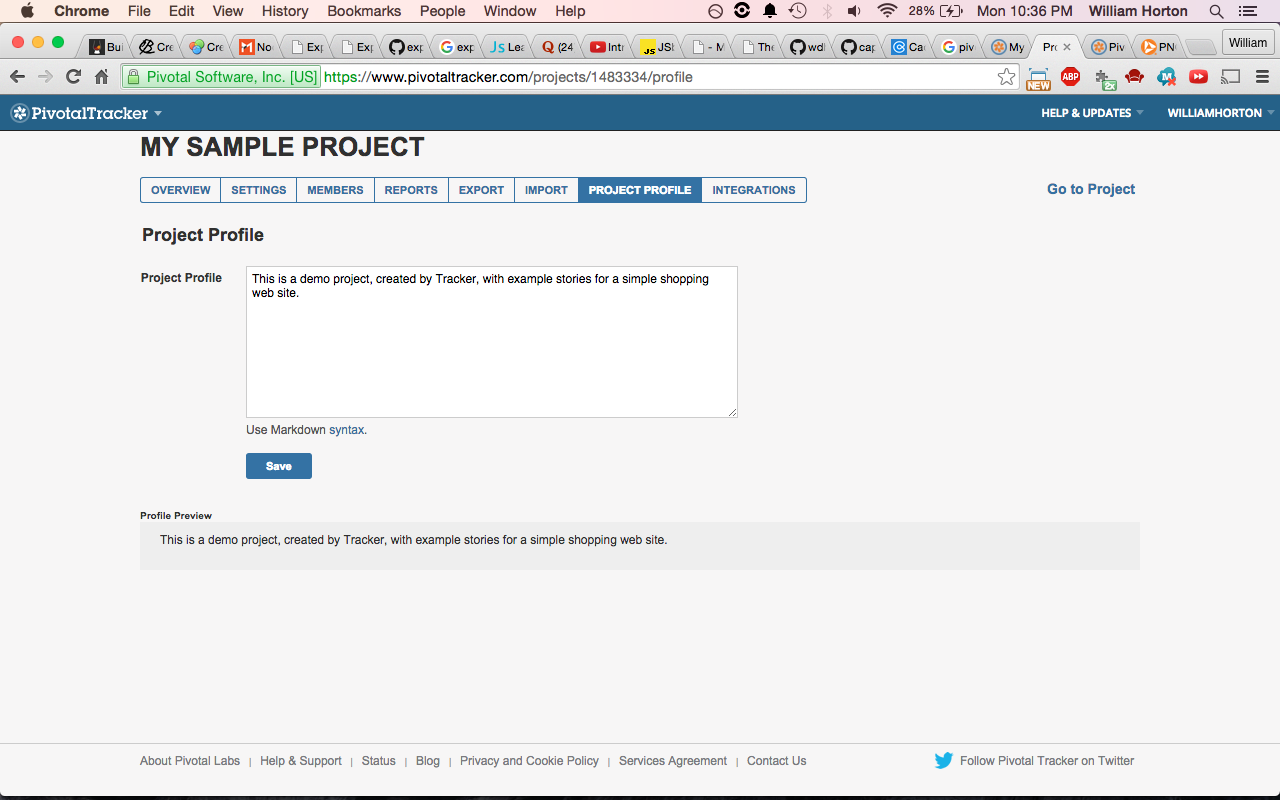 Chrome File Edit View History Bookmarks People Window Help 28% Mon 10:36 PM William Horton
Bui Cre Cre No Exp Exp exp exp Lea (24 Intr JSI - M The wdl cap Ca piv My Pro Piv PNG William
Pivotal Software, Inc. [US] https://www.pivotaltracker.com/projects/1483334/profile NEW ABP 2x
PivotalTracker HELP & UPDATES WILLIAMHORTON
MY SAMPLE PROJECT
OVERVIEW SETTINGS MEMBERS REPORTS EXPORT IMPORT PROJECT PROFILE INTEGRATIONS Go to Project
Project Profile
Project Profile This is a demo project, created by Tracker, with example stories for a simple shopping
web site.
Use Markdown syntax.
Save
Profile Preview
This is a demo project, created by Tracker, with example stories for a simple shopping web site.
About Pivotal Labs | Help & Support | Status | Blog | Privacy and Cookie Policy | Services Agreement | Contact Us Follow Pivotal Tracker on Twitter